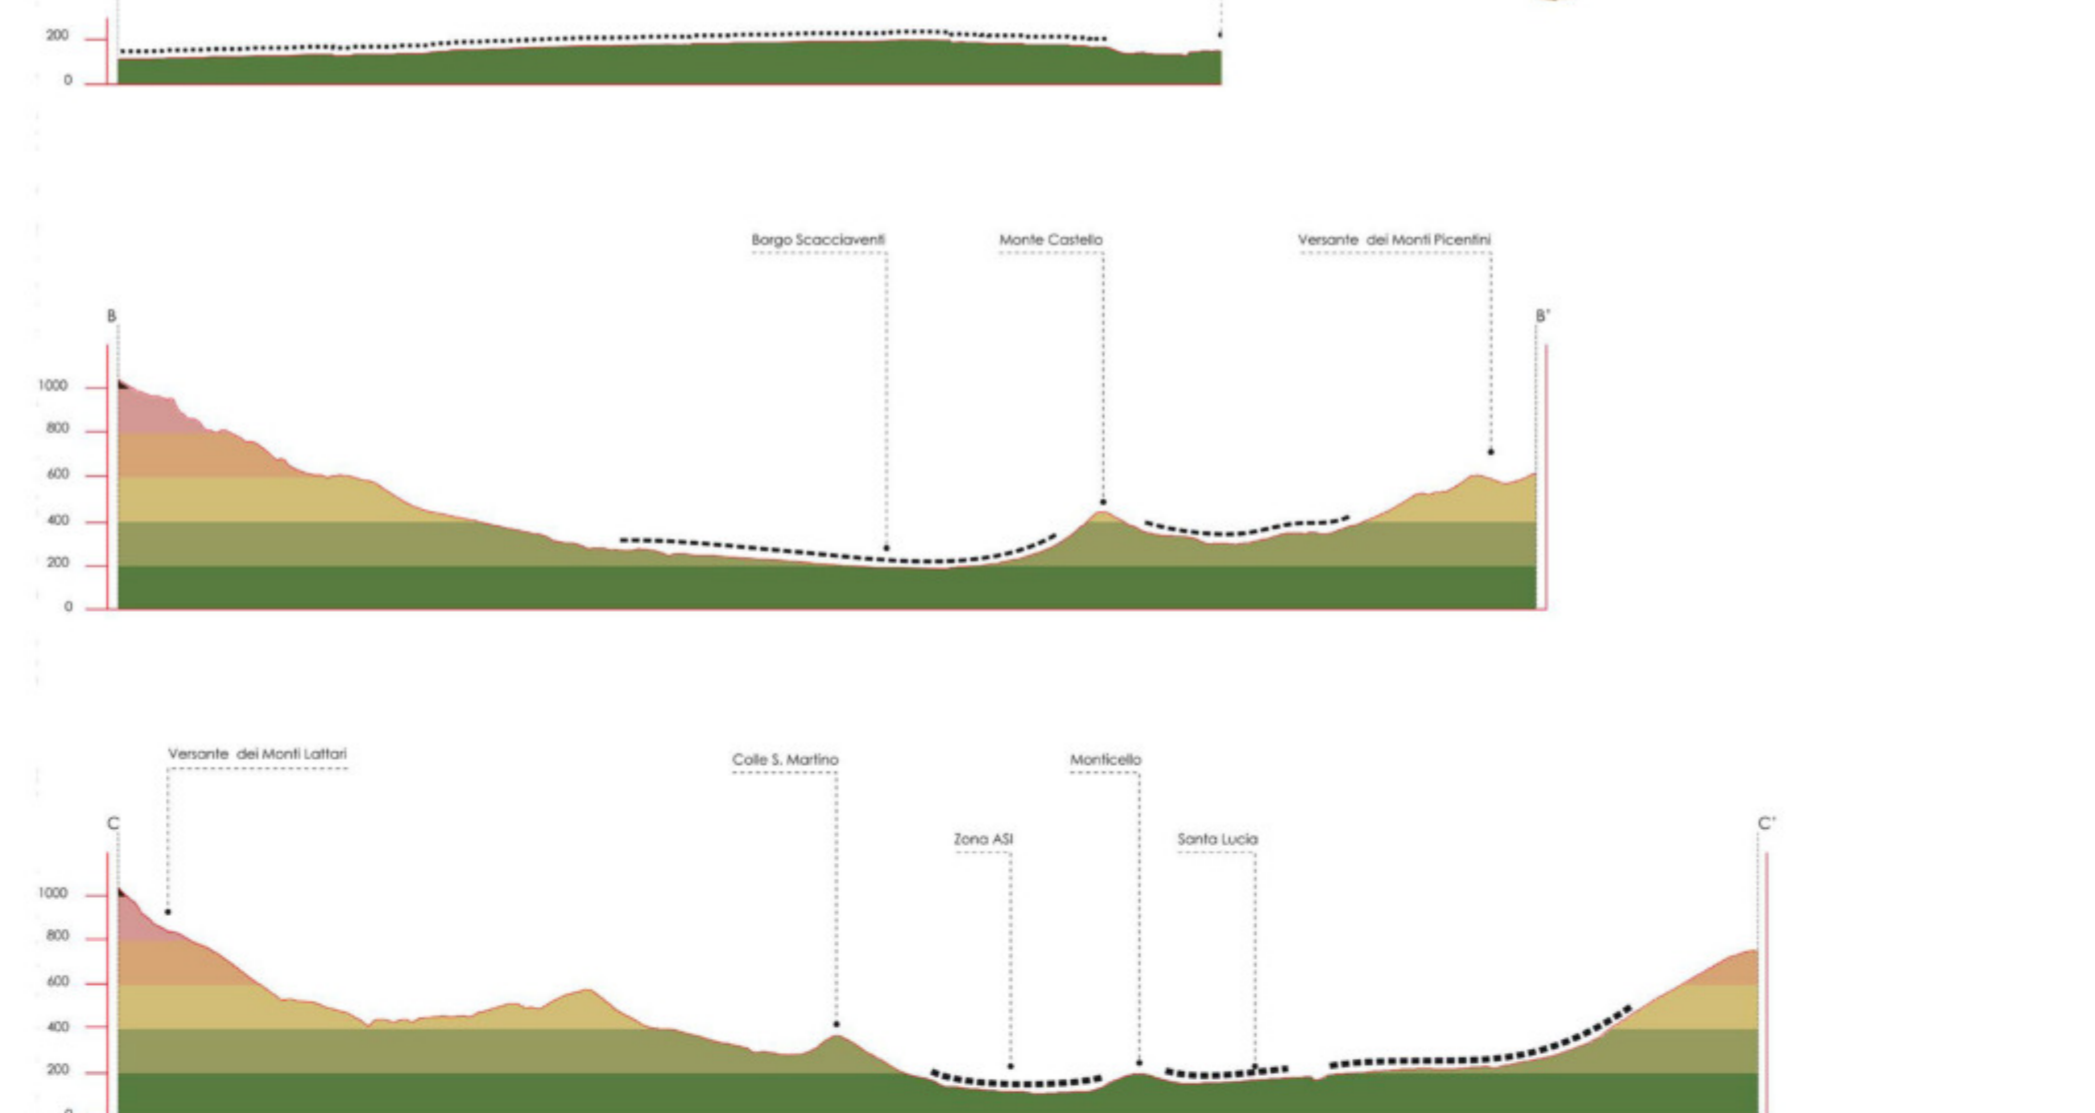 200
0
Borgo Scacciaventi
Monte Castello
Versante dei Monti Picentini
B
B'
1000
800
600
400
200
0
Versante dei Monti Lattari
Colle S. Martino
Monticello
Zona ASI
Santa Lucia
C
C'
1000
800
600
400
200
0